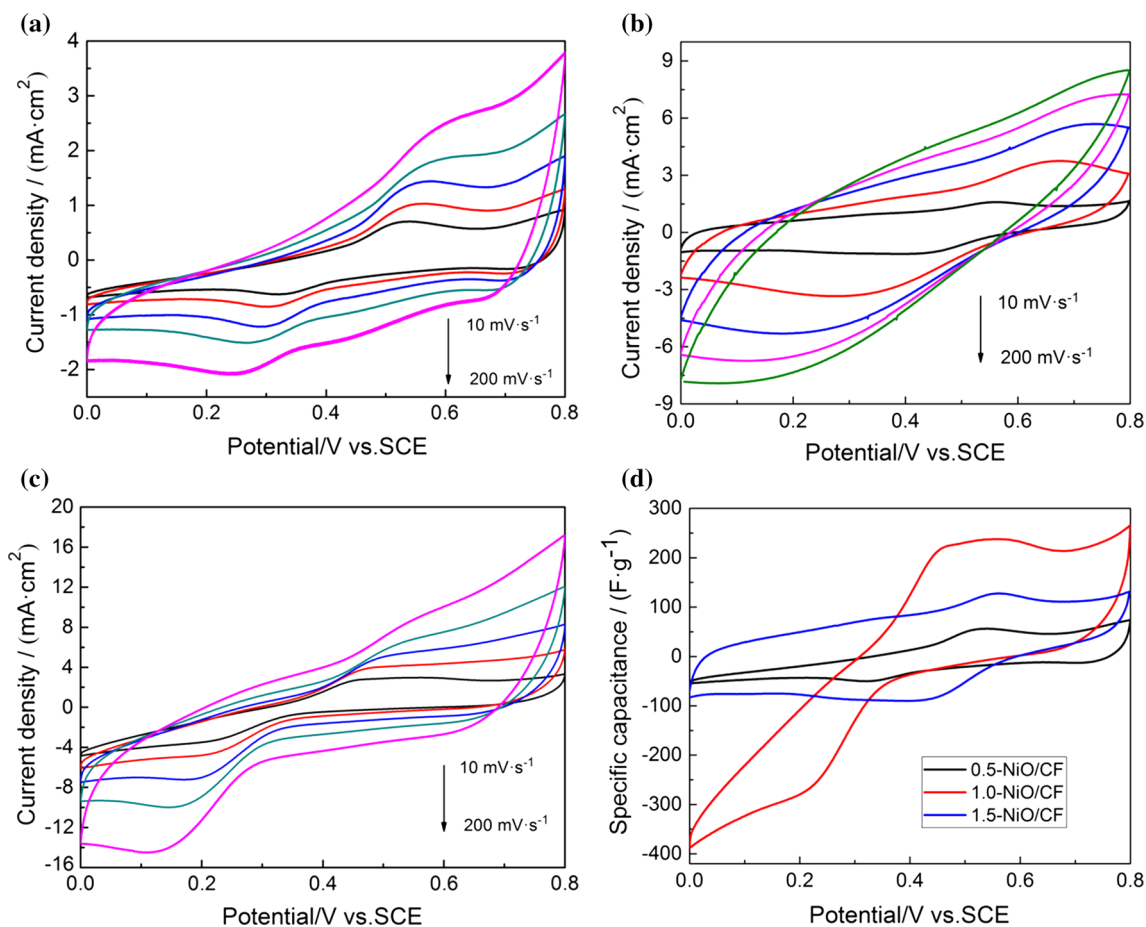 (a)
4
3
2
1
0
-1
-2
Current density / (mA·cm²)
10 mV·s⁻¹
200 mV·s⁻¹
0.0 0.2 0.4 0.6 0.8
Potential/V vs.SCE
(b)
9
6
3
0
-3
-6
-9
Current density / (mA·cm²)
10 mV·s⁻¹
200 mV·s⁻¹
0.0 0.2 0.4 0.6 0.8
Potential/V vs.SCE
(c)
20
16
12
8
4
0
-4
-8
-12
-16
Current density / (mA·cm²)
10 mV·s⁻¹
200 mV·s⁻¹
0.0 0.2 0.4 0.6 0.8
Potential/V vs.SCE
(d)
300
200
100
0
-100
-200
-300
-400
Specific capacitance / (F·g⁻¹)
0.5-NiO/CF
1.0-NiO/CF
1.5-NiO/CF
0.0 0.2 0.4 0.6 0.8
Potential/V vs.SCE